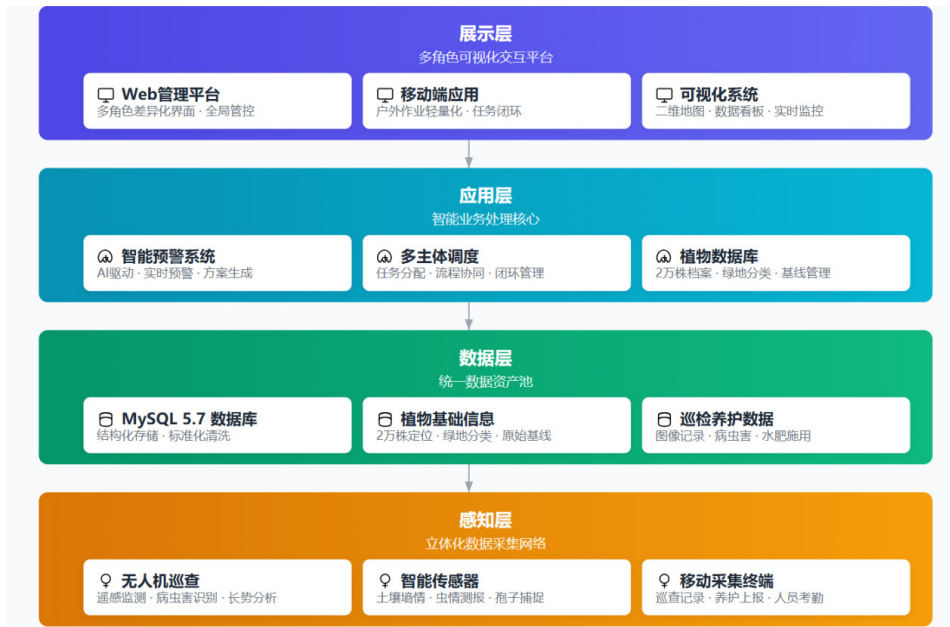 展示层
多角色可视化交互平台
Web管理平台
多角色差异化界面 · 全局管控
移动端应用
户外作业轻量化 · 任务闭环
可视化系统
二维地图 · 数据看板 · 实时监控
应用层
智能业务处理核心
智能预警系统
AI驱动 · 实时预警 · 方案生成
多主体调度
任务分配 · 流程协同 · 闭环管理
植物数据库
2万株档案 · 绿地分类 · 基线管理
数据层
统一数据资产池
MySQL 5.7 数据库
结构化存储 · 标准化清洗
植物基础信息
2万株定位 · 绿地分类 · 原始基线
巡检养护数据
图像记录 · 病虫害 · 水肥施用
感知层
立体化数据采集网络
无人机巡查
遥感监测 · 病虫害识别 · 长势分析
智能传感器
土壤墒情 · 虫情测报 · 孢子捕捉
移动采集终端
巡查记录 · 养护上报 · 人员考勤